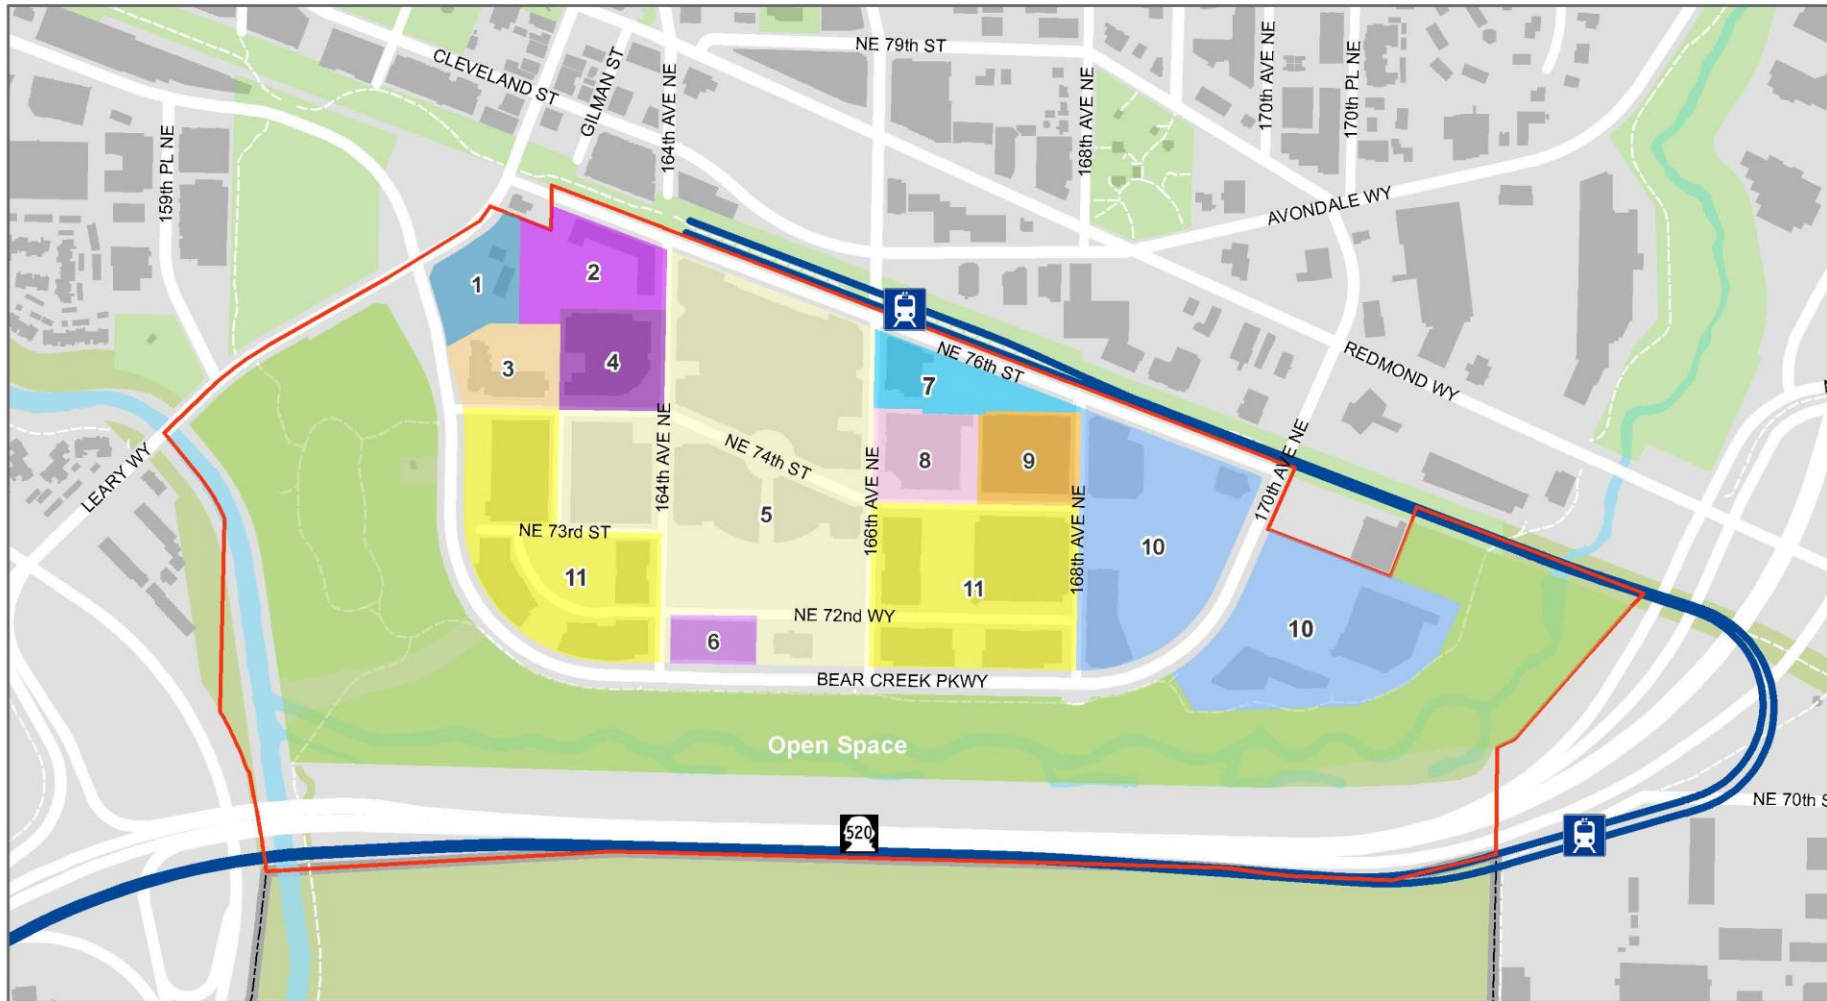 NE 79th ST
CLEVELAND ST
GILMAN ST
164th AVE NE
168th AVE NE
170th AVE NE
170th PL NE
159th PL NE
AVONDALE WY
1
2
3
4
NE 76th ST
7
REDMOND WY
LEARY WY
164th AVE NE
NE 74th ST
166th AVE NE
8
9
168th AVE NE
170th AVE NE
5
NE 73rd ST
10
11
11
NE 72nd WY
6
10
BEAR CREEK PKWY
Open Space
520
NE 70th S